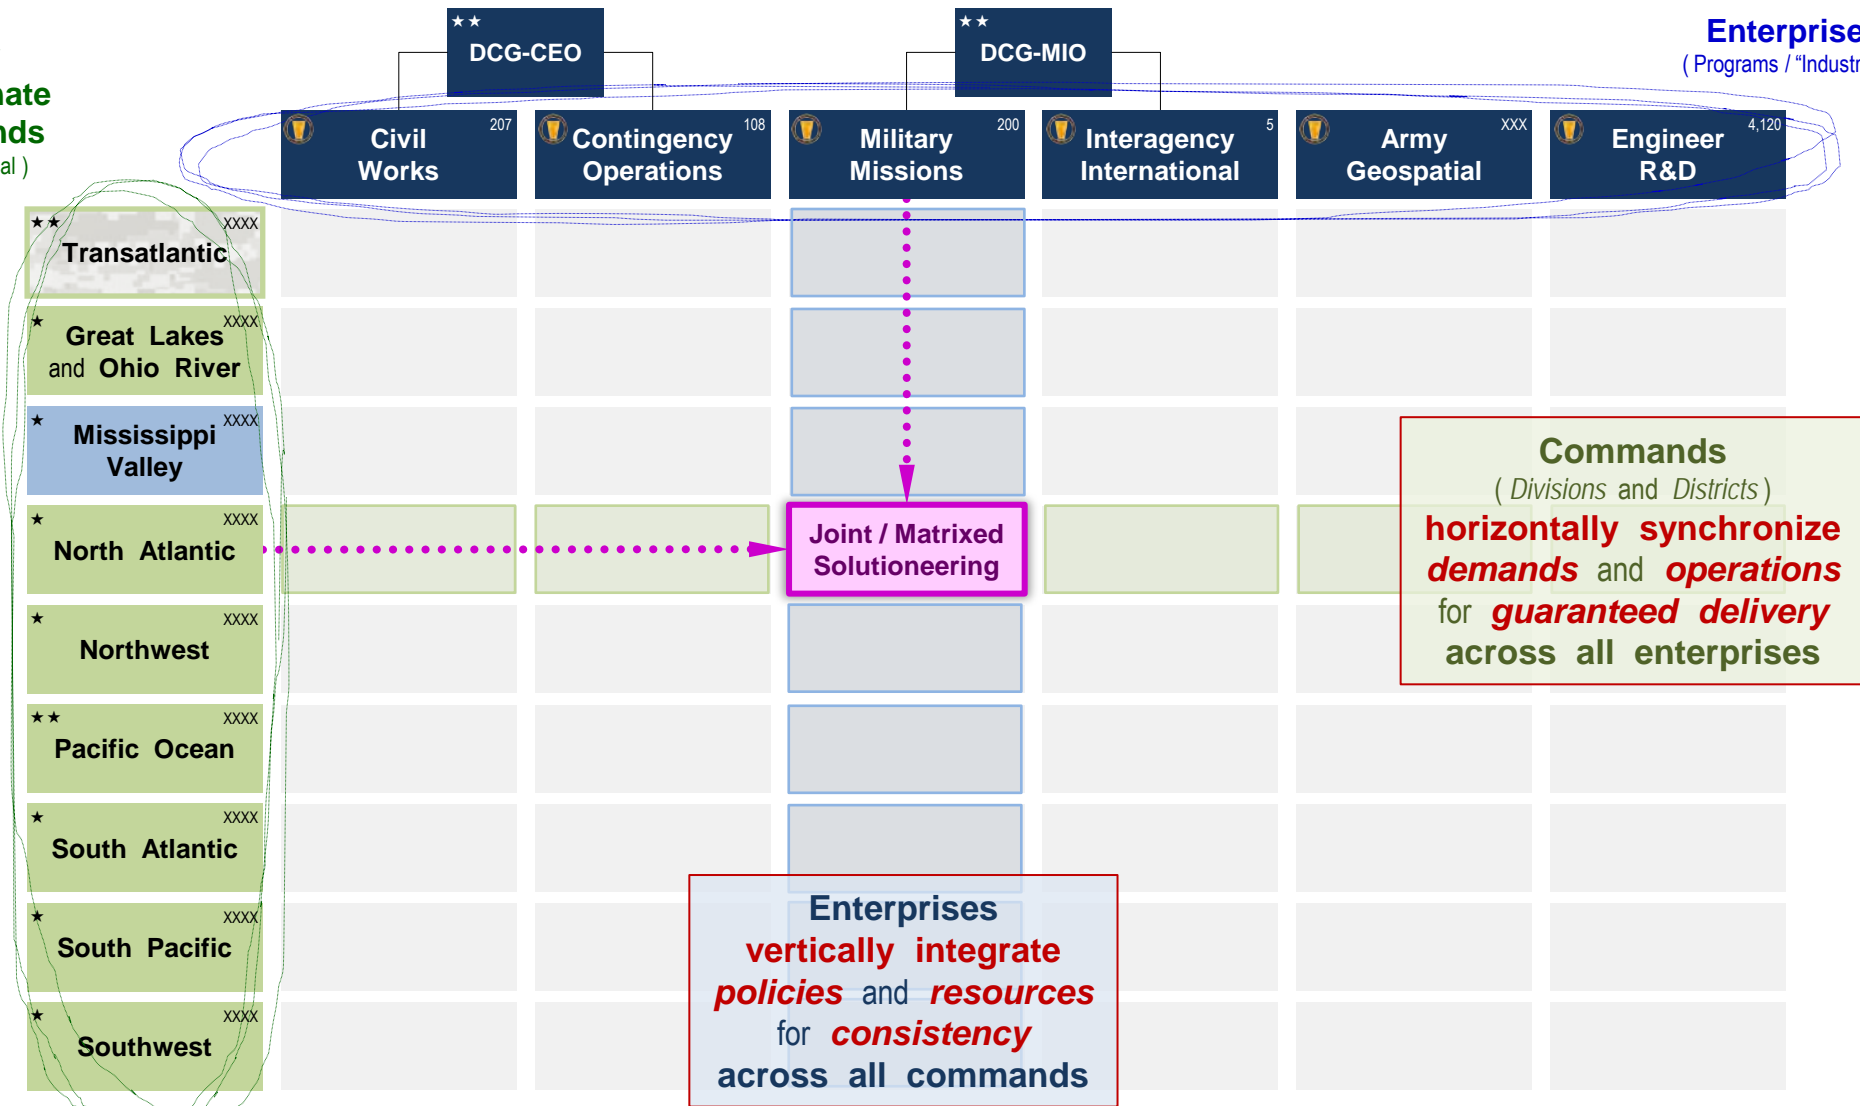 ★★
DCG-CEO
★★
DCG-MIO
Enterprise
( Programs / “Industr
al )
207
Civil
Works
108
Contingency
Operations
200
Military
Missions
5
Interagency
International
XXX
Army
Geospatial
4,120
Engineer
R&D
★★ XXXX
Transatlantic
★ XXXX
Great Lakes
and Ohio River
★ XXXX
Mississippi
Valley
★ XXXX
North Atlantic
Joint / Matrixed
Solutioneering
★ XXXX
Northwest
★★ XXXX
Pacific Ocean
★ XXXX
South Atlantic
★ XXXX
South Pacific
★ XXXX
Southwest
Commands
( Divisions and Districts )
horizontally synchronize
demands and operations
for guaranteed delivery
across all enterprises
Enterprises
vertically integrate
policies and resources
for consistency
across all commands